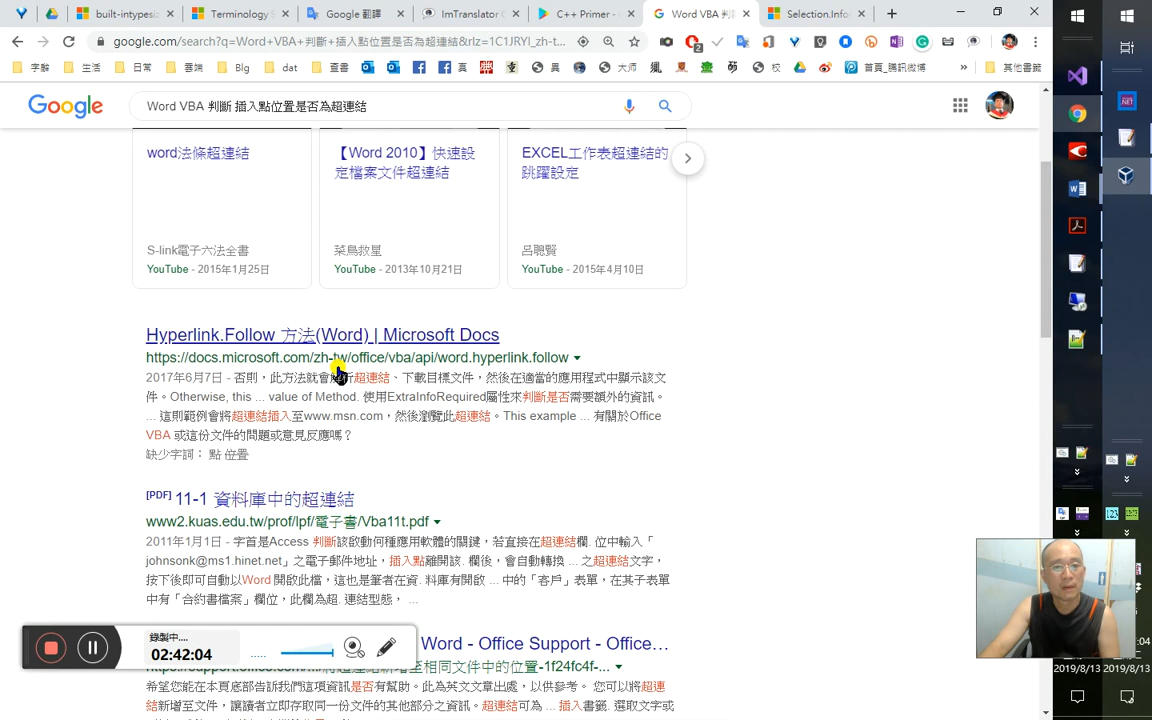 built-intypesiz
Terminology S
Google 翻譯
ImTranslator
C++ Primer -
Word VBA 判
Selection.Info
google.com/search?q=Word+VBA+判斷+插入點位置是否為超連結&rlz=1C1JRYI_zh-t...
字辭
生活
日常
雲端
Blg
dat
查書
真
異
大師
校
首頁_騰訊微博
»
其他書籤
Google
Word VBA 判斷 插入點位置是否為超連結
word法條超連結
S-link電子六法全書
YouTube - 2015年1月25日
【Word 2010】快速設
定檔案文件超連結
菜鳥救星
YouTube - 2013年10月21日
EXCEL工作表超連結的
跳躍設定
呂聰賢
YouTube - 2015年4月10日
Hyperlink.Follow 方法(Word) | Microsoft Docs
https://docs.microsoft.com/zh-tw/office/vba/api/word.hyperlink.follow
2017年6月7日 - 否則，此方法就會 超連結、下載目標文件，然後在適當的應用程式中顯示該文
件。Otherwise, this ... value of Method. 使用ExtraInfoRequired屬性來判斷是否需要額外的資訊。
... 這則範例會將超連結插入至www.msn.com，然後瀏覽此超連結。This example ... 有關於Office
VBA 或這份文件的問題或意見反應嗎？
缺少字詞： 點 位置
[PDF] 11-1 資料庫中的超連結
www2.kuas.edu.tw/prof/lpf/電子書/Vba11t.pdf
2011年1月1日 - 字首是Access 判斷該啟動何種應用軟體的關鍵，若直接在超連結欄. 位中輸入「
johnsonk@ms1.hinet.net」之電子郵件地址，插入點離開該. 欄後，會自動轉換 ... 之超連結文字，
按下後即可自動以Word 開啟此檔，這也是筆者在資. 料庫有開啟 ... 中的「客戶」表單，在其子表單
中有「合約書檔案」欄位，此欄為超. 連結型態， ...
Word - Office Support - Office...
將超連結新增至相同文件中的位置-1f24fc4f-...
希望您能在本頁底部告訴我們這項資訊是否有幫助。此為英文文章出處，以供參考。 您可以將超連
結新增至文件，讓讀者立即存取同一份文件的其他部分之資訊。超連結可為 ... 插入書籤. 選取文字或
錄製中....
02:42:04
2019/8/13
2019/8/13